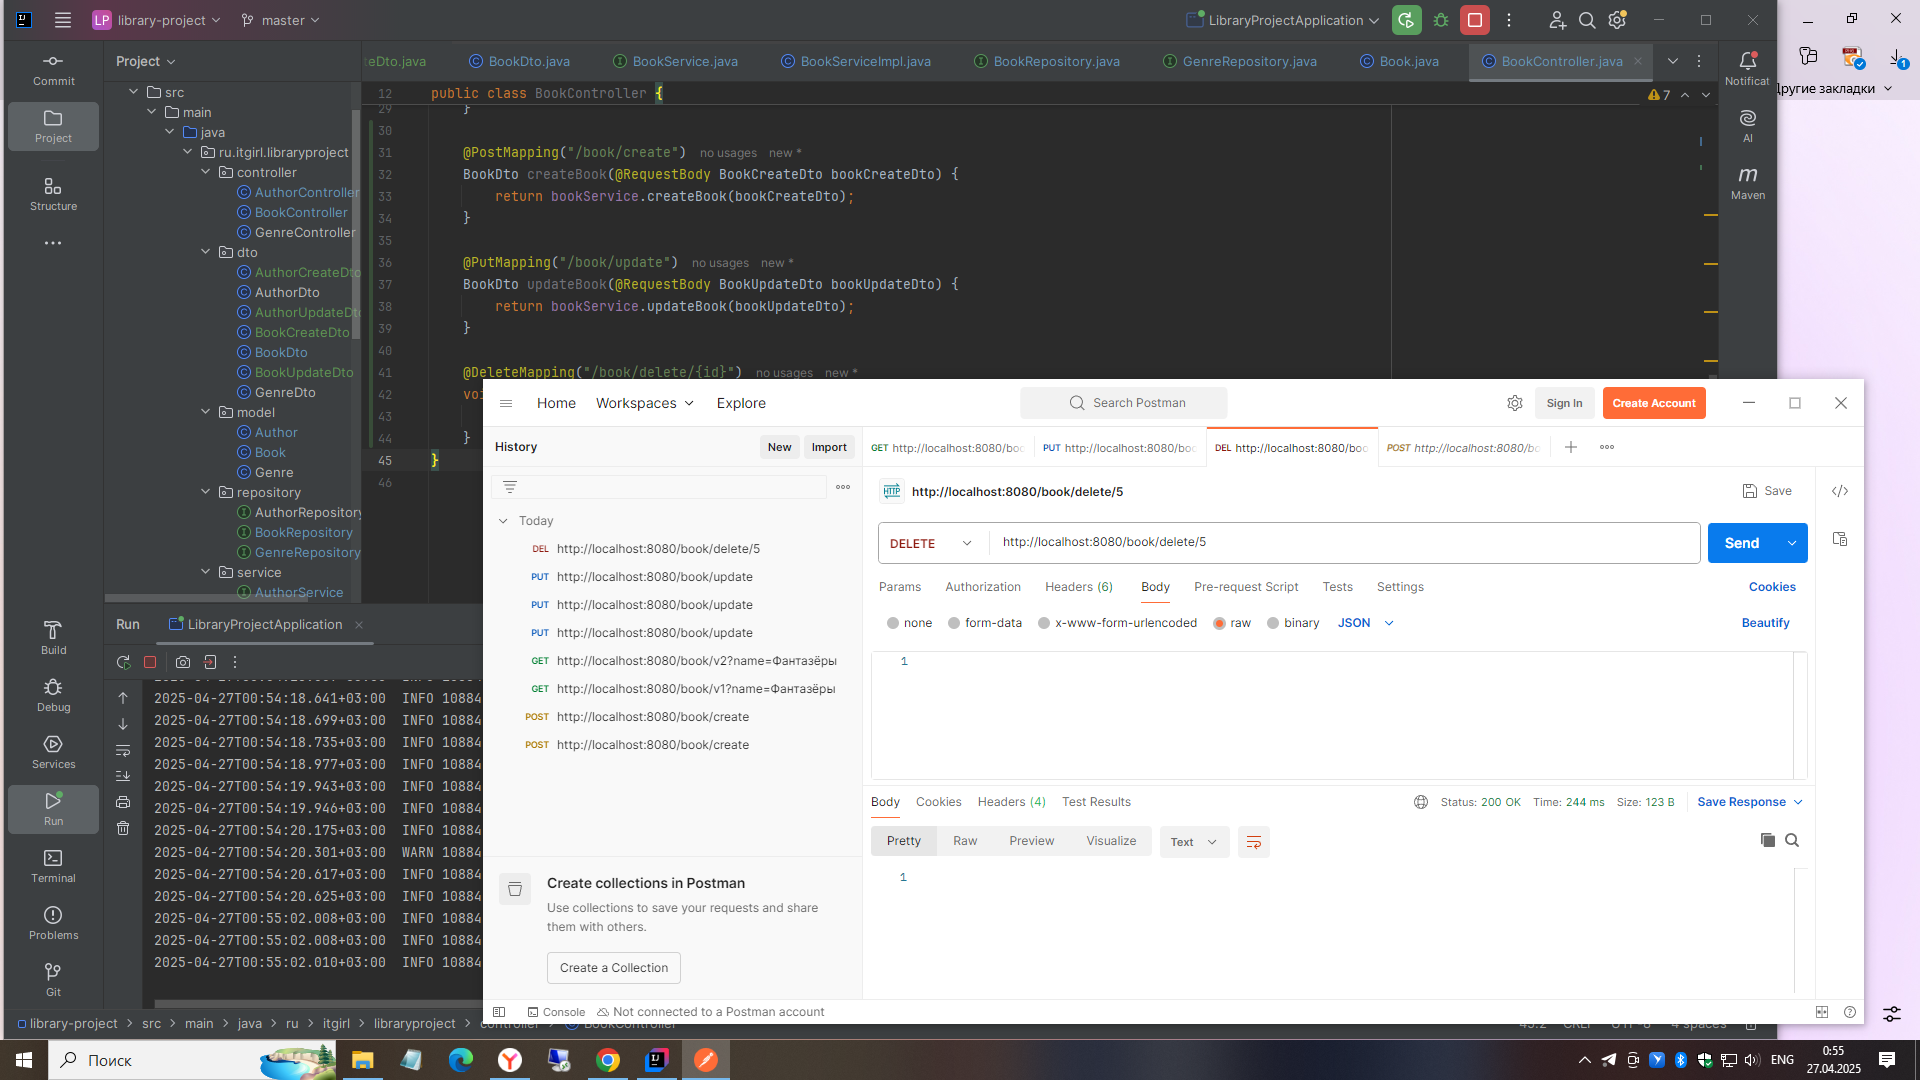 LP library-project master LibraryProjectApplication
Commit
Project
Structure
Build
Debug
Services
Run
Terminal
Problems
Git
Project
src
main
java
ru.itgirl.libraryproject
controller
AuthorController
BookController
GenreController
dto
AuthorCreateDto
AuthorDto
AuthorUpdateDto
BookCreateDto
BookDto
BookUpdateDto
GenreDto
model
Author
Book
Genre
repository
AuthorRepository
BookRepository
GenreRepository
service
AuthorService
eDto.java BookDto.java BookService.java BookServiceImpl.java BookRepository.java GenreRepository.java Book.java BookController.java
12 public class BookController {
7
29 }
30
31 @PostMapping("/book/create") no usages new *
32 BookDto createBook(@RequestBody BookCreateDto bookCreateDto) {
33 return bookService.createBook(bookCreateDto);
34 }
35
36 @PutMapping("/book/update") no usages new *
37 BookDto updateBook(@RequestBody BookUpdateDto bookUpdateDto) {
38 return bookService.updateBook(bookUpdateDto);
39 }
40
41 @DeleteMapping("/book/delete/{id}") no usages new *
42 voi
43
44 }
45 }
46
Notificat
AI
Maven
Другие закладки
1
Run LibraryProjectApplication
2025-04-27T00:54:18.641+03:00 INFO 10884
2025-04-27T00:54:18.699+03:00 INFO 10884
2025-04-27T00:54:18.735+03:00 INFO 10884
2025-04-27T00:54:18.977+03:00 INFO 10884
2025-04-27T00:54:19.943+03:00 INFO 10884
2025-04-27T00:54:19.946+03:00 INFO 10884
2025-04-27T00:54:20.175+03:00 INFO 10884
2025-04-27T00:54:20.301+03:00 WARN 10884
2025-04-27T00:54:20.617+03:00 INFO 10884
2025-04-27T00:54:20.625+03:00 INFO 10884
2025-04-27T00:55:02.008+03:00 INFO 10884
2025-04-27T00:55:02.008+03:00 INFO 10884
2025-04-27T00:55:02.010+03:00 INFO 10884
library-project > src > main > java > ru > itgirl > libraryproject > controller > BookController
45:2 CRLF UTF-8 4 spaces
Home Workspaces Explore Search Postman Sign In Create Account
History New Import
Today
DEL http://localhost:8080/book/delete/5
PUT http://localhost:8080/book/update
PUT http://localhost:8080/book/update
PUT http://localhost:8080/book/update
GET http://localhost:8080/book/v2?name=Фантазёры
GET http://localhost:8080/book/v1?name=Фантазёры
POST http://localhost:8080/book/create
POST http://localhost:8080/book/create
Create collections in Postman
Use collections to save your requests and share
them with others.
Create a Collection
GET http://localhost:8080/boo PUT http://localhost:8080/boo DEL http://localhost:8080/boo POST http://localhost:8080/bo
HTTP http://localhost:8080/book/delete/5 Save
DELETE http://localhost:8080/book/delete/5 Send
Params Authorization Headers (6) Body Pre-request Script Tests Settings Cookies
none form-data x-www-form-urlencoded raw binary JSON Beautify
1
Body Cookies Headers (4) Test Results Status: 200 OK Time: 244 ms Size: 123 B Save Response
Pretty Raw Preview Visualize Text
1
Console Not connected to a Postman account
Поиск
ENG
0:55
27.04.2025